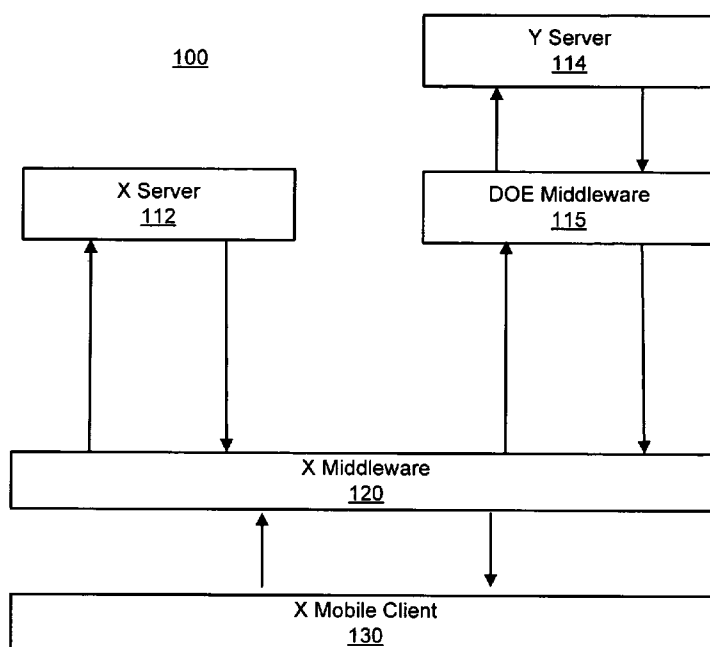 100
Y Server
114
X Server
112
DOE Middleware
115
X Middleware
120
X Mobile Client
130